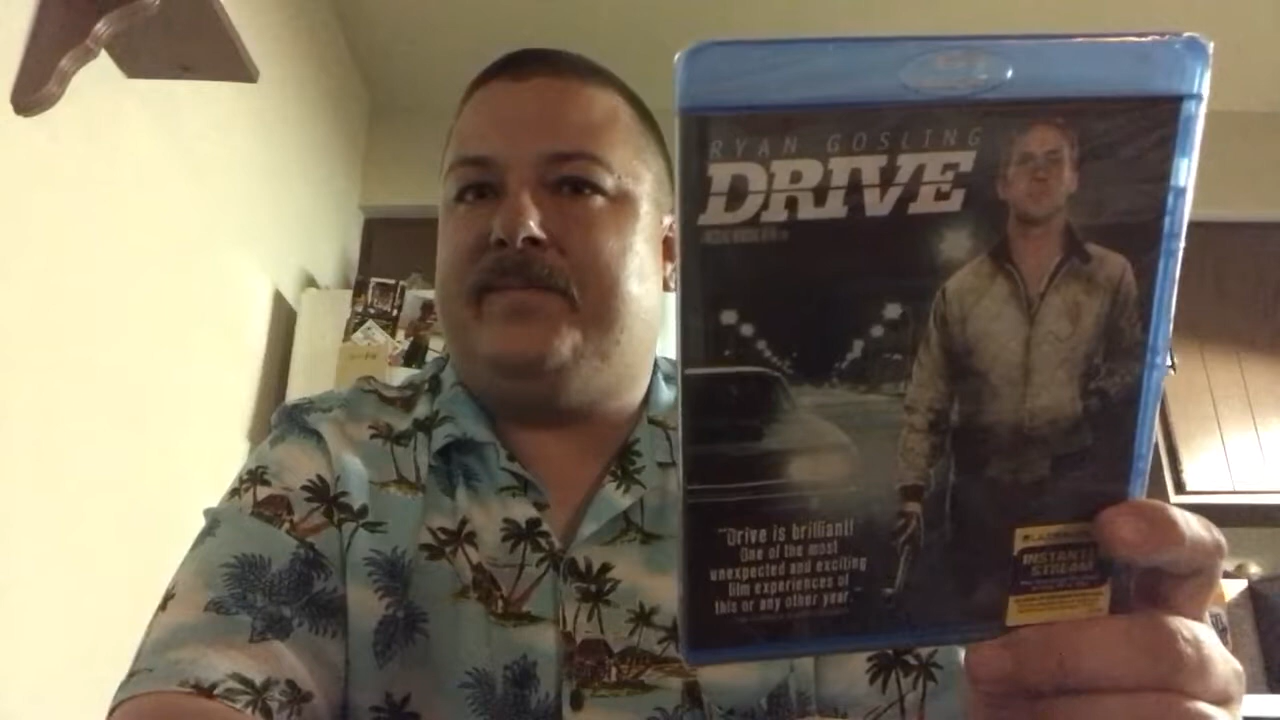 RYAN GOSLING
DRIVE
"Drive is brilliant!
One of the most
unexpected and exciting
film experiences of
this or any other year."
INSTANTLY
STREAM